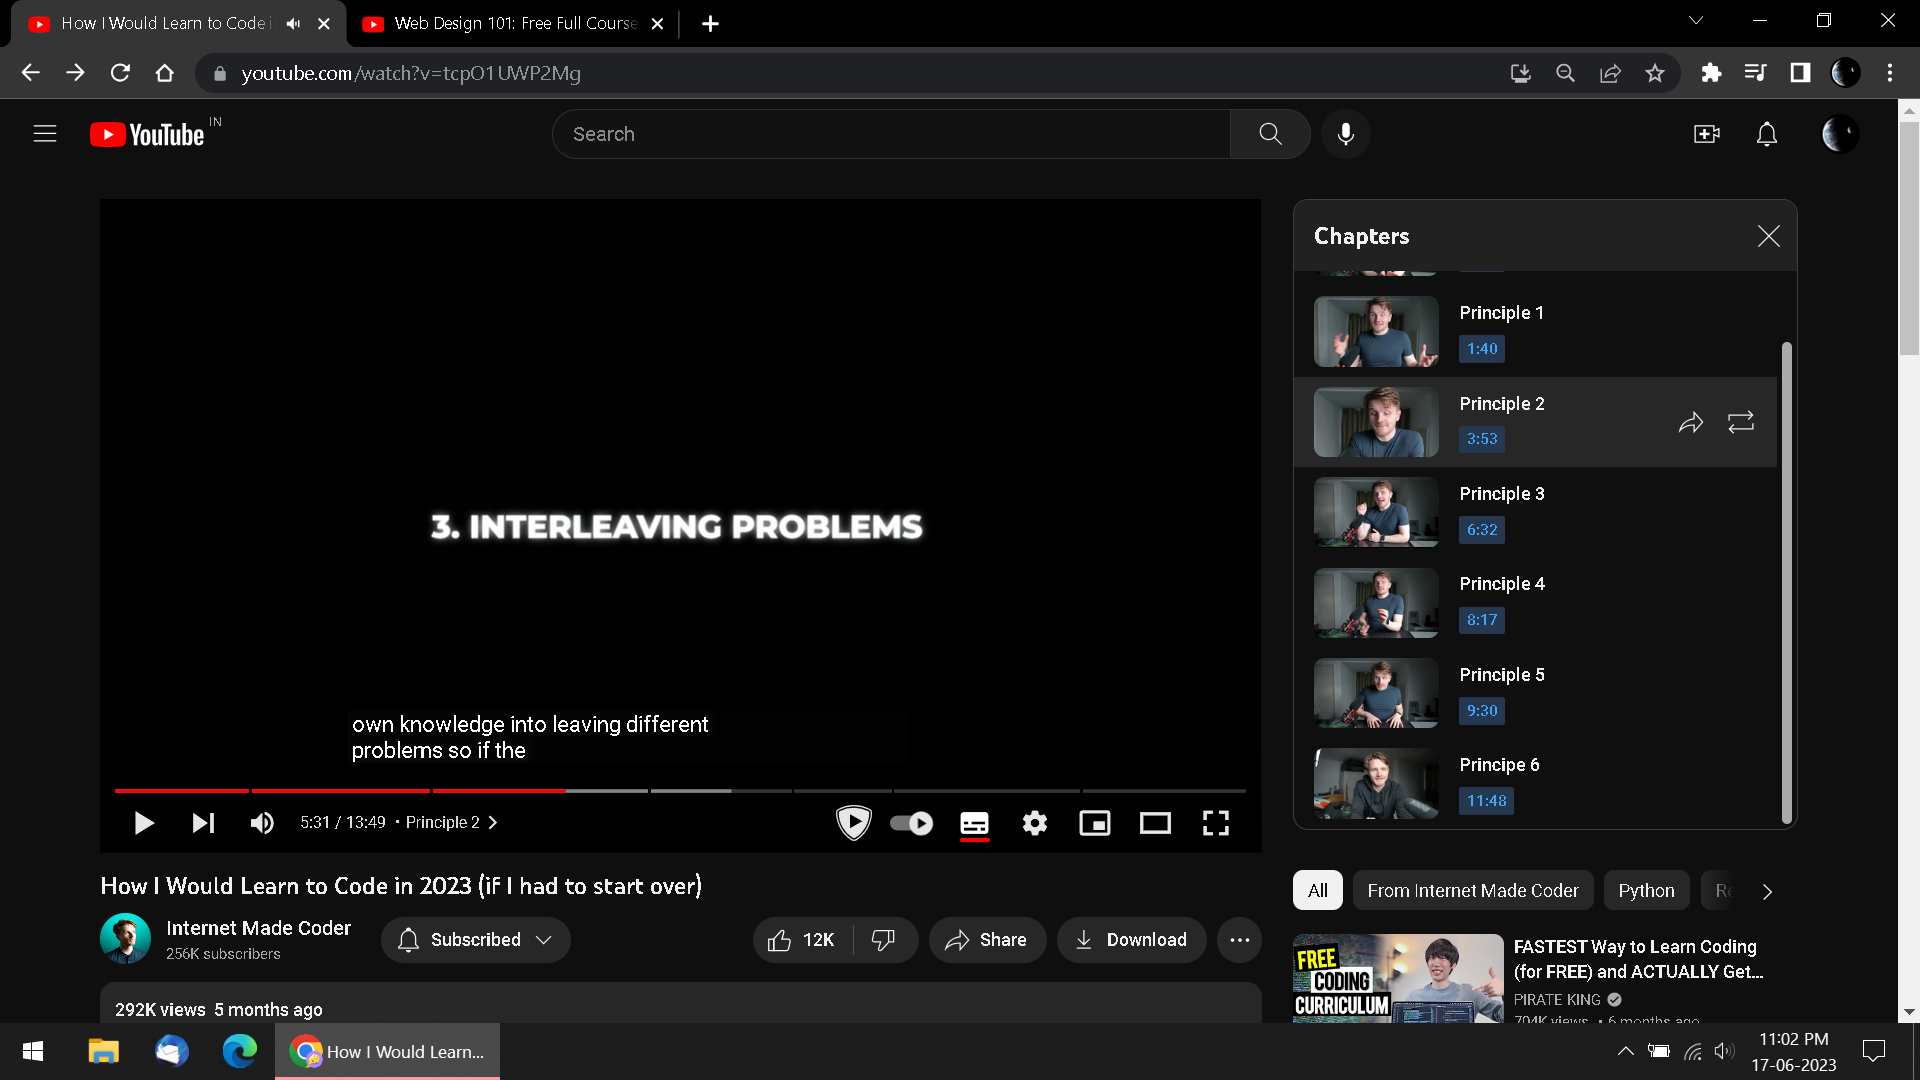 How I Would Learn to Code i
Web Design 101: Free Full Course
youtube.com/watch?v=tcpO1UWP2Mg
YouTube IN
Search
3. INTERLEAVING PROBLEMS
own knowledge into leaving different
problems so if the
5:31 / 13:49 • Principle 2
Chapters
Principle 1
1:40
Principle 2
3:53
Principle 3
6:32
Principle 4
8:17
Principle 5
9:30
Principe 6
11:48
How I Would Learn to Code in 2023 (if I had to start over)
Internet Made Coder
256K subscribers
Subscribed
12K
Share
Download
292K views 5 months ago
All
From Internet Made Coder
Python
Re
FREE
CODING
CURRICULUM
FASTEST Way to Learn Coding
(for FREE) and ACTUALLY Get...
PIRATE KING
704K views • 6 months ago
How I Would Learn...
11:02 PM
17-06-2023